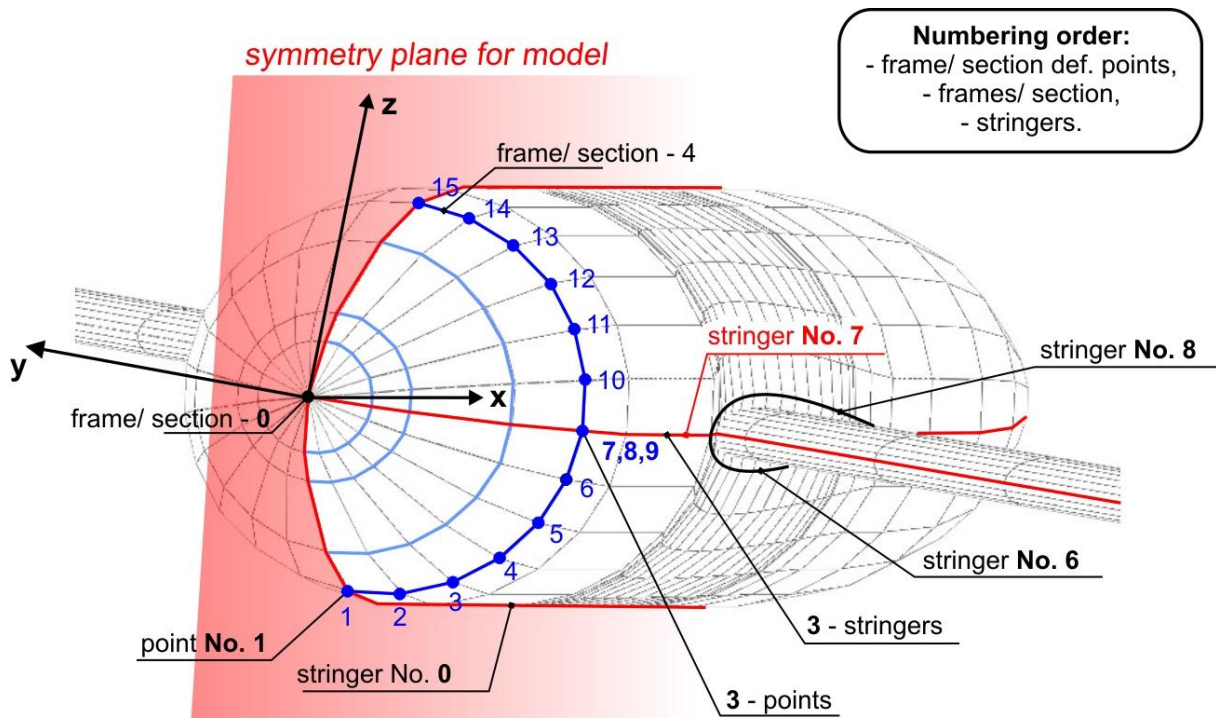 symmetry plane for model
Numbering order:
- frame/ section def. points,
- frames/ section,
- stringers.
z
frame/ section - 4
15
14
13
12
11
stringer No. 7
stringer No. 8
y
x
10
frame/ section - 0
7,8,9
6
5
stringer No. 6
4
3
2
1
3 - stringers
point No. 1
stringer No. 0
3 - points